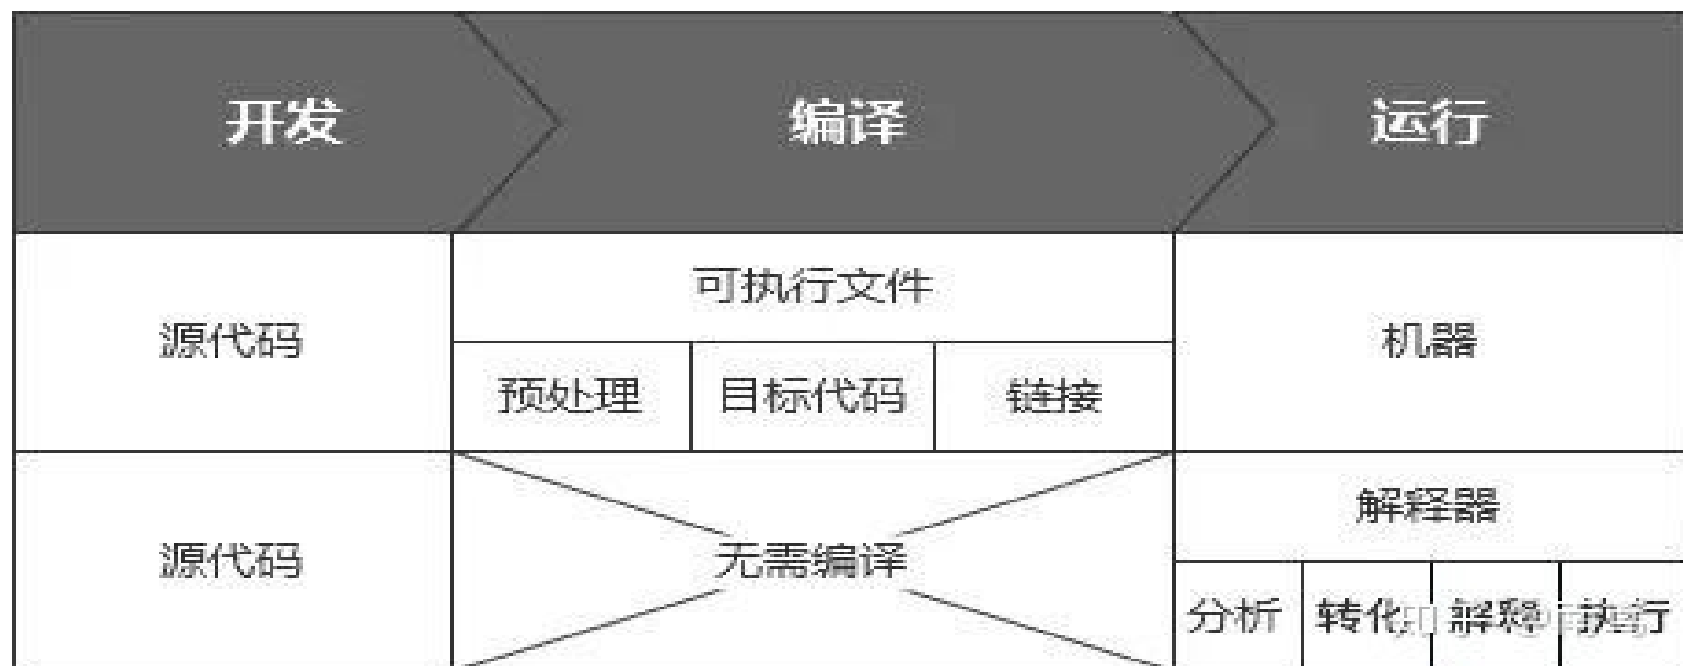 开发 编译 运行
源代码 可执行文件 机器
预处理 目标代码 链接
源代码 无需编译 解释器
分析 转化 解释 执行